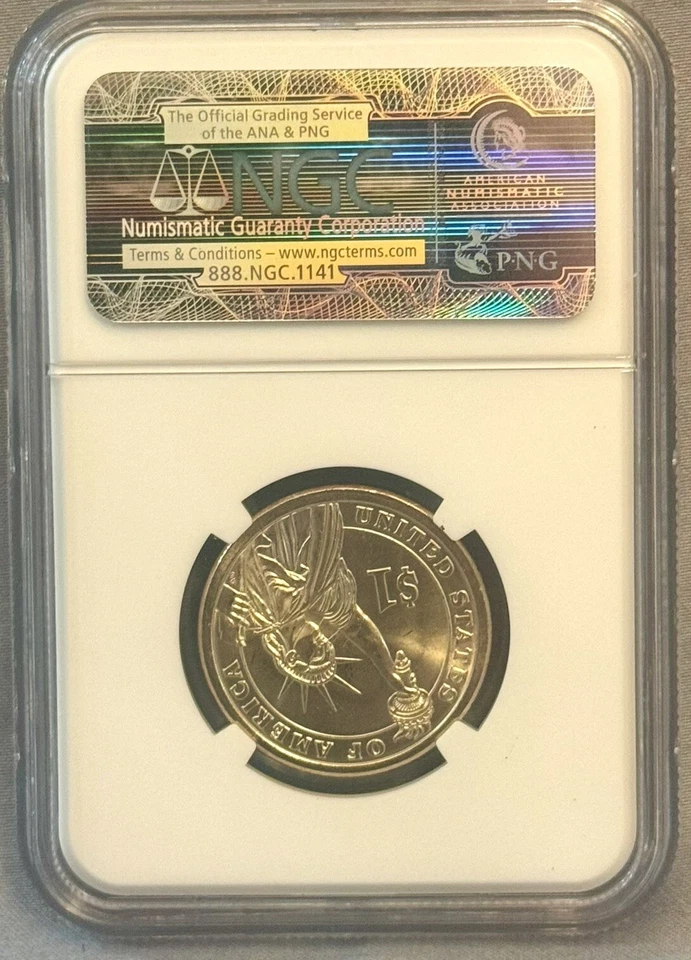 The Official Grading Service
of the ANA & PNG
NGC
Numismatic Guaranty Corporation
Terms & Conditions – www.ngcterms.com
888.NGC.1141
AMERICAN
NUMISMATIC
ASSOCIATION
P·N·G
UNITED STATES OF AMERICA
$1